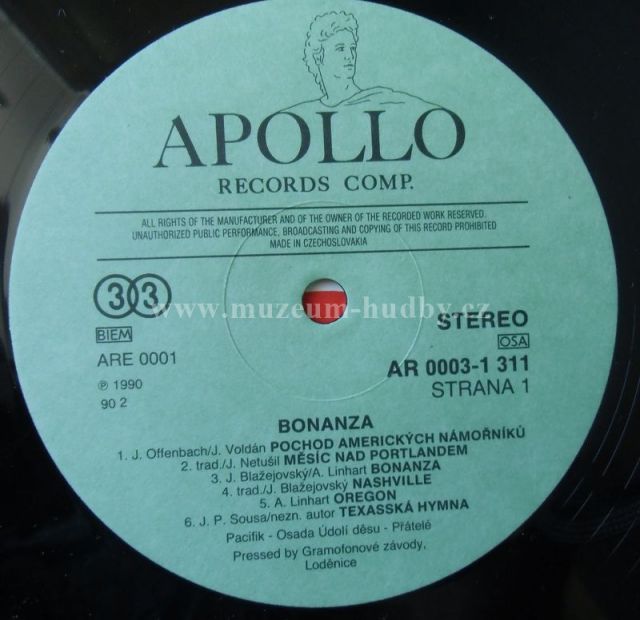 APOLLO
RECORDS COMP.
ALL RIGHTS OF THE MANUFACTURER AND OF THE OWNER OF THE RECORDED WORK RESERVED.
UNAUTHORIZED PUBLIC PERFORMANCE, BROADCASTING AND COPYING OF THIS RECORD PROHIBITED
MADE IN CZECHOSLOVAKIA
33
www.muzeum-hudby.cz
STEREO
BIEM
OSA
ARE 0001
AR 0003-1 311
℗ 1990
STRANA 1
90 2
BONANZA
1. J. Offenbach/J. Voldán POCHOD AMERICKÝCH NÁMOŘNÍKŮ
2. trad./J. Netušil MĚSÍC NAD PORTLANDEM
3. J. Blažejovský/A. Linhart BONANZA
4. trad./J. Blažejovský NASHVILLE
5. A. Linhart OREGON
6. J. P. Sousa/nezn. autor TEXASSKÁ HYMNA
Pacifik - Osada Údolí děsu - Přátelé
Pressed by Gramofonové závody,
Loděnice